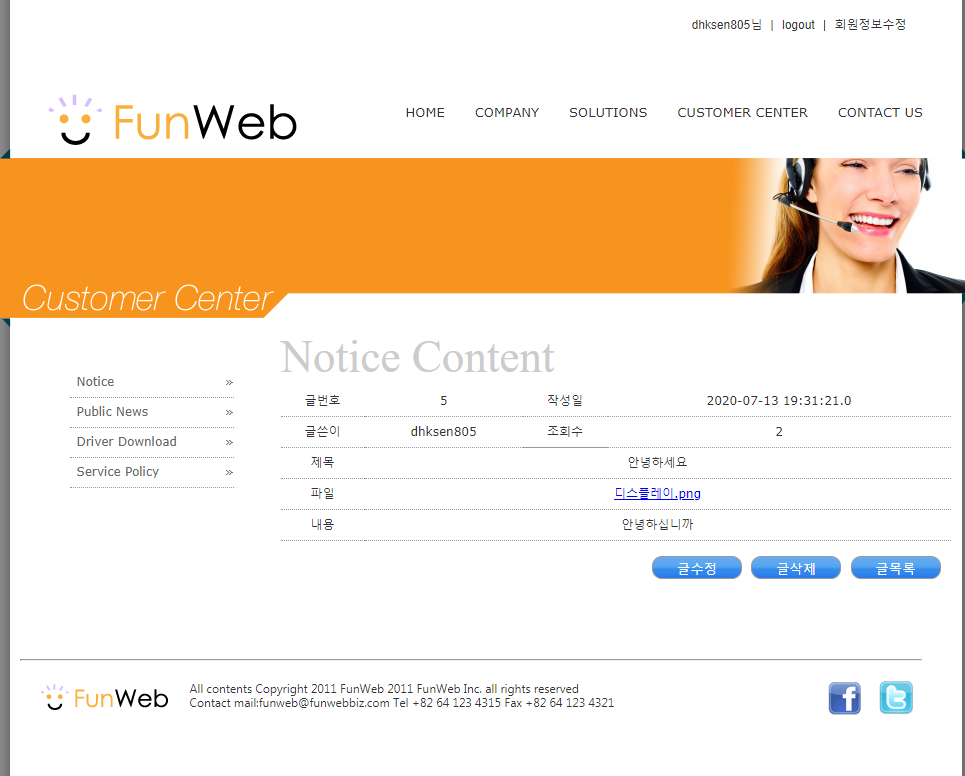 dhksen805님 | logout | 회원정보수정
FunWeb
HOME COMPANY SOLUTIONS CUSTOMER CENTER CONTACT US
Customer Center
Notice Content
Notice »
Public News »
Driver Download »
Service Policy »
글번호 5 작성일 2020-07-13 19:31:21.0
글쓴이 dhksen805 조회수 2
제목 안녕하세요
파일 디스플레이.png
내용 안녕하십니까
글수정 글삭제 글목록
FunWeb
All contents Copyright 2011 FunWeb 2011 FunWeb Inc. all rights reserved
Contact mail:funweb@funwebbiz.com Tel +82 64 123 4315 Fax +82 64 123 4321
f t